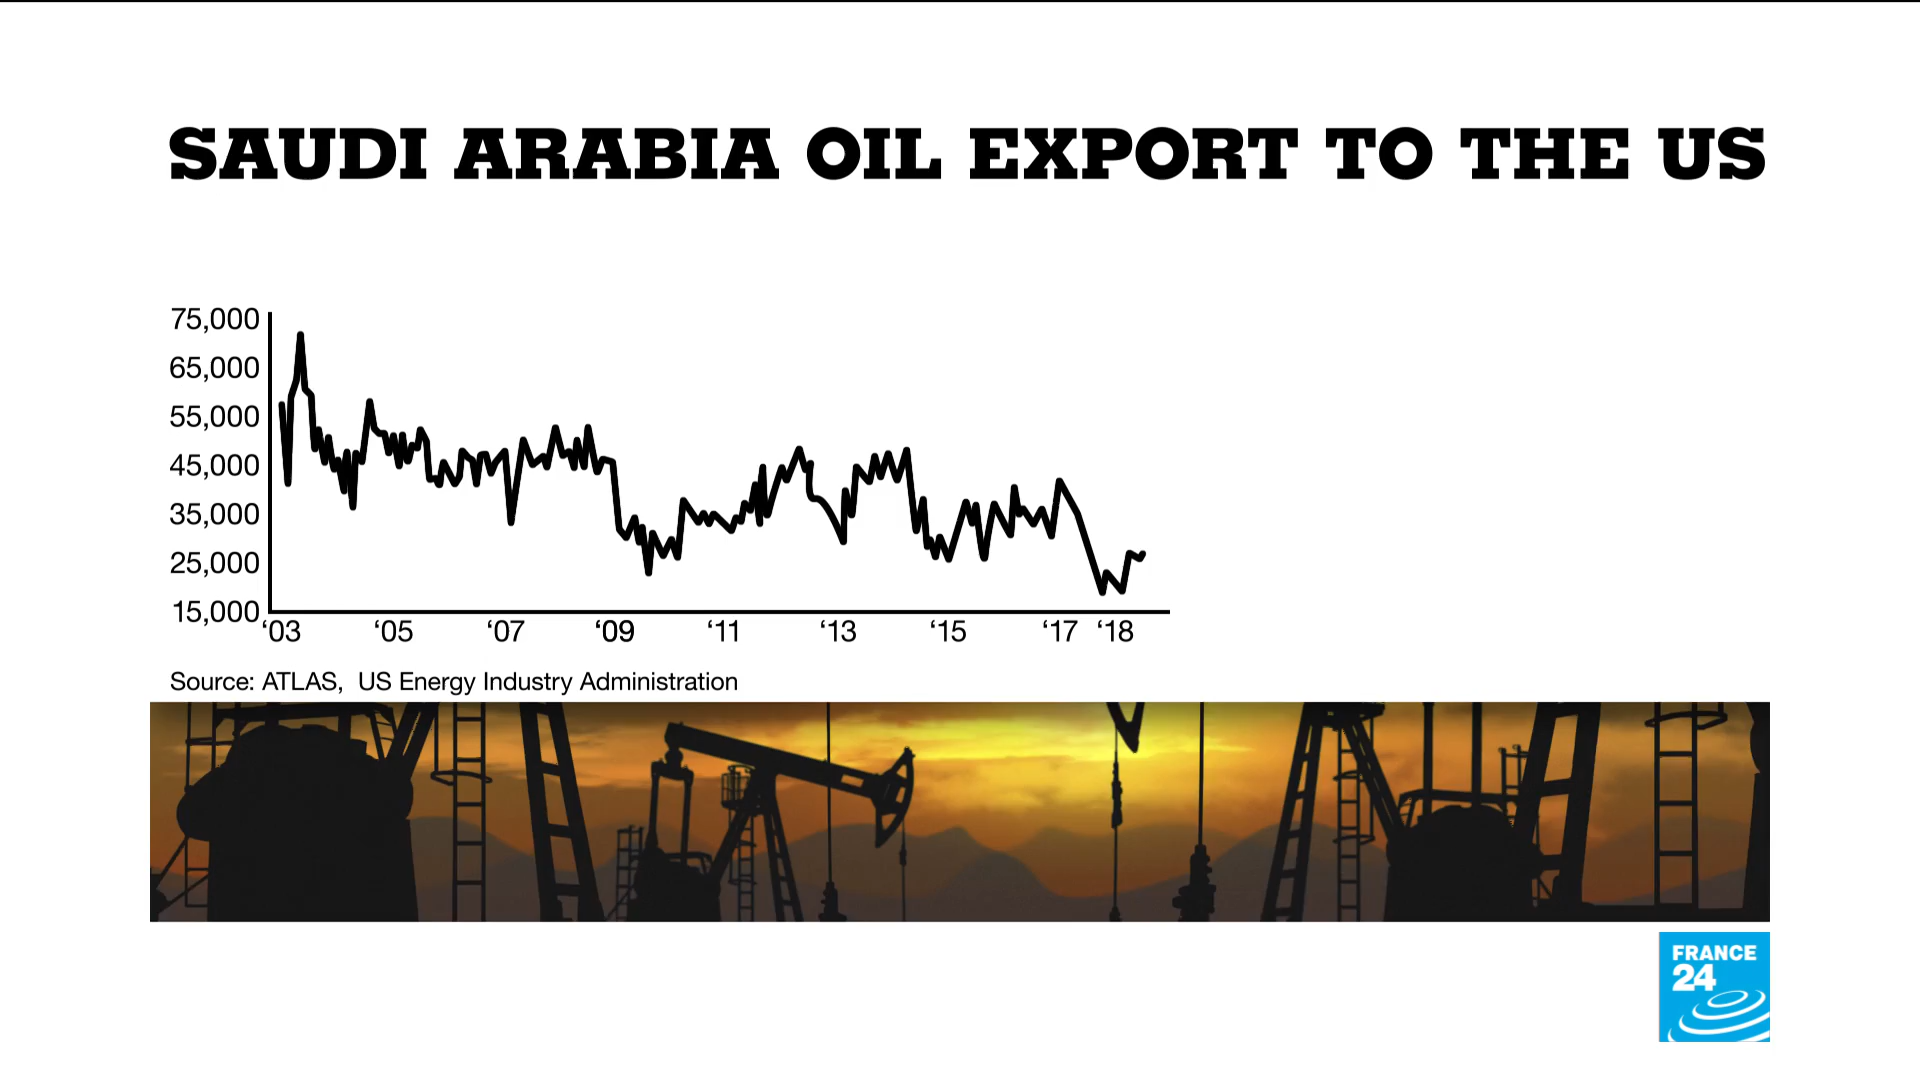 SAUDI ARABIA OIL EXPORT TO THE US
75,000
65,000
55,000
45,000
35,000
25,000
15,000
‘03 ‘05 ‘07 ‘09 ‘11 ‘13 ‘15 ‘17 ‘18
Source: ATLAS,  US Energy Industry Administration
FRANCE
24